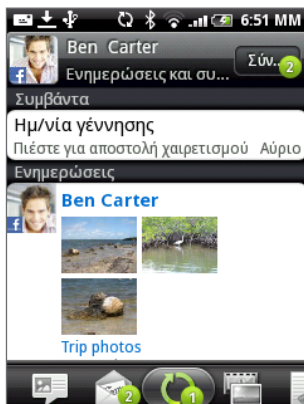 6:51 ΜΜ
Ben Carter
Ενημερώσεις και συ...
Σύν...
2
Συμβάντα
Ημ/νία γέννησης
Πιέστε για αποστολή χαιρετισμού Αύριο
Ενημερώσεις
Ben Carter
Trip photos
2
1